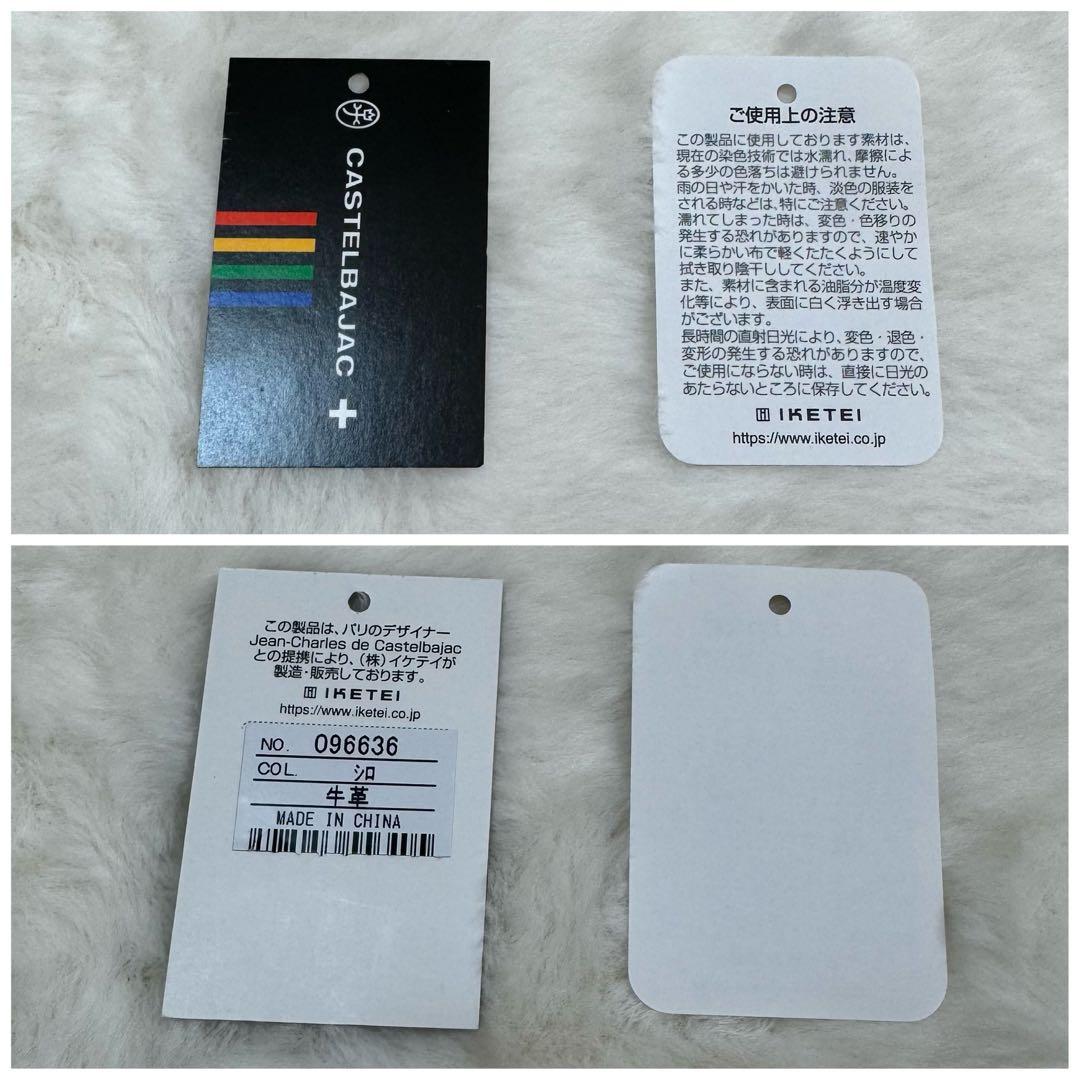 CASTELBAJAC
ご使用上の注意
この製品に使用しております素材は、
現在の染色技術では水濡れ、摩擦によ
る多少の色落ちは避けられません。
雨の日や汗をかいた時、淡色の服装を
される時などは、特にご注意ください。
濡れてしまった時は、変色・色移りの
発生する恐れがありますので、速やか
に柔らかい布で軽くたたくようにして
拭き取り陰干ししてください。
また、素材に含まれる油脂分が温度変
化等により、表面に白く浮き出す場合
がございます。
長時間の直射日光により、変色・退色・
変形の発生する恐れがありますので、
ご使用にならない時は、直接に日光の
あたらないところに保存してください。
IKETEI
https://www.iketei.co.jp
この製品は、パリのデザイナー
Jean-Charles de Castelbajac
との提携により、(株)イケテイが
製造・販売しております。
IKETEI
https://www.iketei.co.jp
NO. 096636
COL. シロ
牛革
MADE IN CHINA